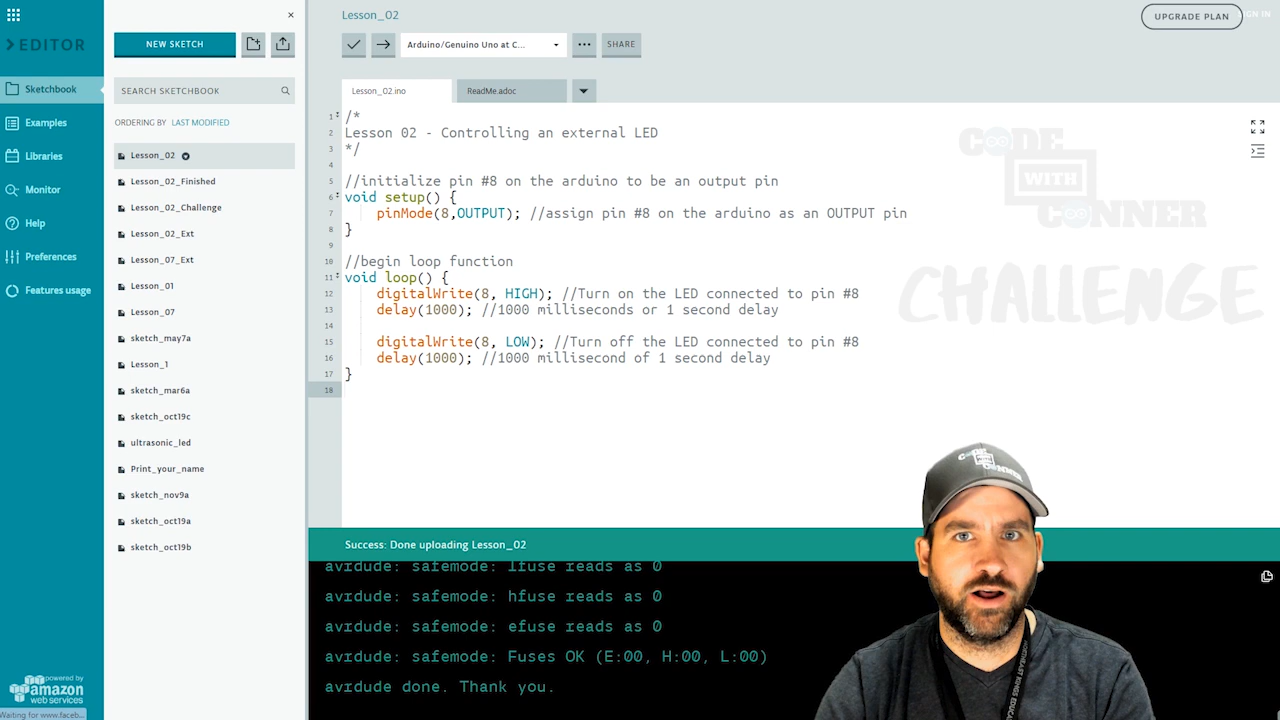 EDITOR
Sketchbook
Examples
Libraries
Monitor
Help
Preferences
Features usage
powered by
amazon
web services
Waiting for www.faceb...
×
NEW SKETCH
SEARCH SKETCHBOOK
ORDERING BY LAST MODIFIED
Lesson_02
Lesson_02_Finished
Lesson_02_Challenge
Lesson_02_Ext
Lesson_07_Ext
Lesson_01
Lesson_07
sketch_may7a
Lesson_1
sketch_mar6a
sketch_oct19c
ultrasonic_led
Print_your_name
sketch_nov9a
sketch_oct19a
sketch_oct19b
Lesson_02
UPGRADE PLAN
SIGN IN
Arduino/Genuino Uno at C...
SHARE
Lesson_02.ino
ReadMe.adoc
1 /*
2 Lesson 02 - Controlling an external LED
3 */
4
5 //initialize pin #8 on the arduino to be an output pin
6 void setup() {
7 pinMode(8,OUTPUT); //assign pin #8 on the arduino as an OUTPUT pin
8 }
9
10 //begin loop function
11 void loop() {
12 digitalWrite(8, HIGH); //Turn on the LED connected to pin #8
13 delay(1000); //1000 milliseconds or 1 second delay
14
15 digitalWrite(8, LOW); //Turn off the LED connected to pin #8
16 delay(1000); //1000 millisecond of 1 second delay
17 }
18
CODE
WITH
CONNER
CHALLENGE
Success: Done uploading Lesson_02
avrdude: safemode: lfuse reads as 0
avrdude: safemode: hfuse reads as 0
avrdude: safemode: efuse reads as 0
avrdude: safemode: Fuses OK (E:00, H:00, L:00)
avrdude done. Thank you.
CODE
WITH
CONNER